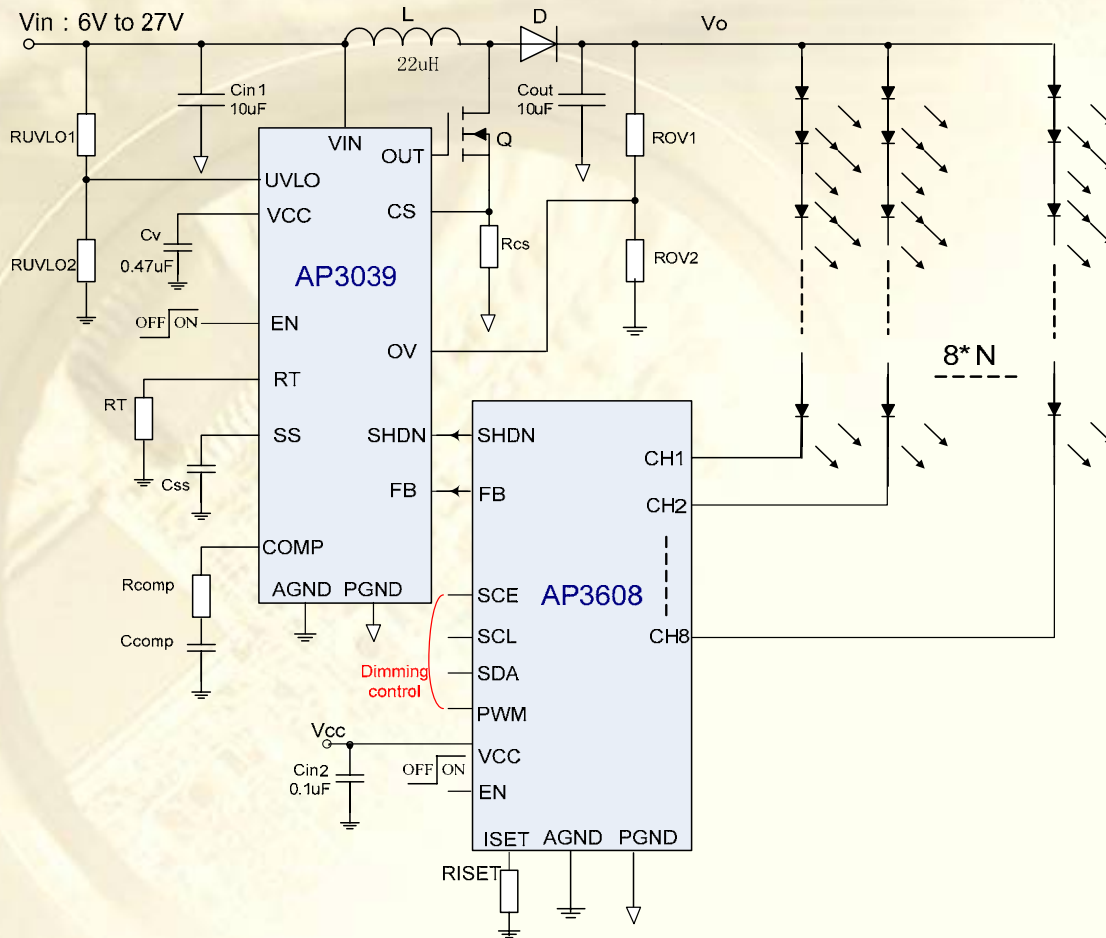 Vin : 6V to 27V
L
22uH
D
Vo
Cin1
10uF
Cout
10uF
RUVLO1
RUVLO2
VIN
OUT
Q
ROV1
UVLO
VCC
CS
Rcs
ROV2
Cv
0.47uF
AP3039
OFF ON
EN
OV
8*N
RT
RT
SS
Css
SHDN
SHDN
CH1
FB
FB
CH2
COMP
Rcomp
Ccomp
AGND
PGND
SCE
AP3608
SCL
CH8
Dimming
control
SDA
PWM
Vcc
VCC
Cin2
0.1uF
OFF ON
EN
ISET
AGND
PGND
RISET